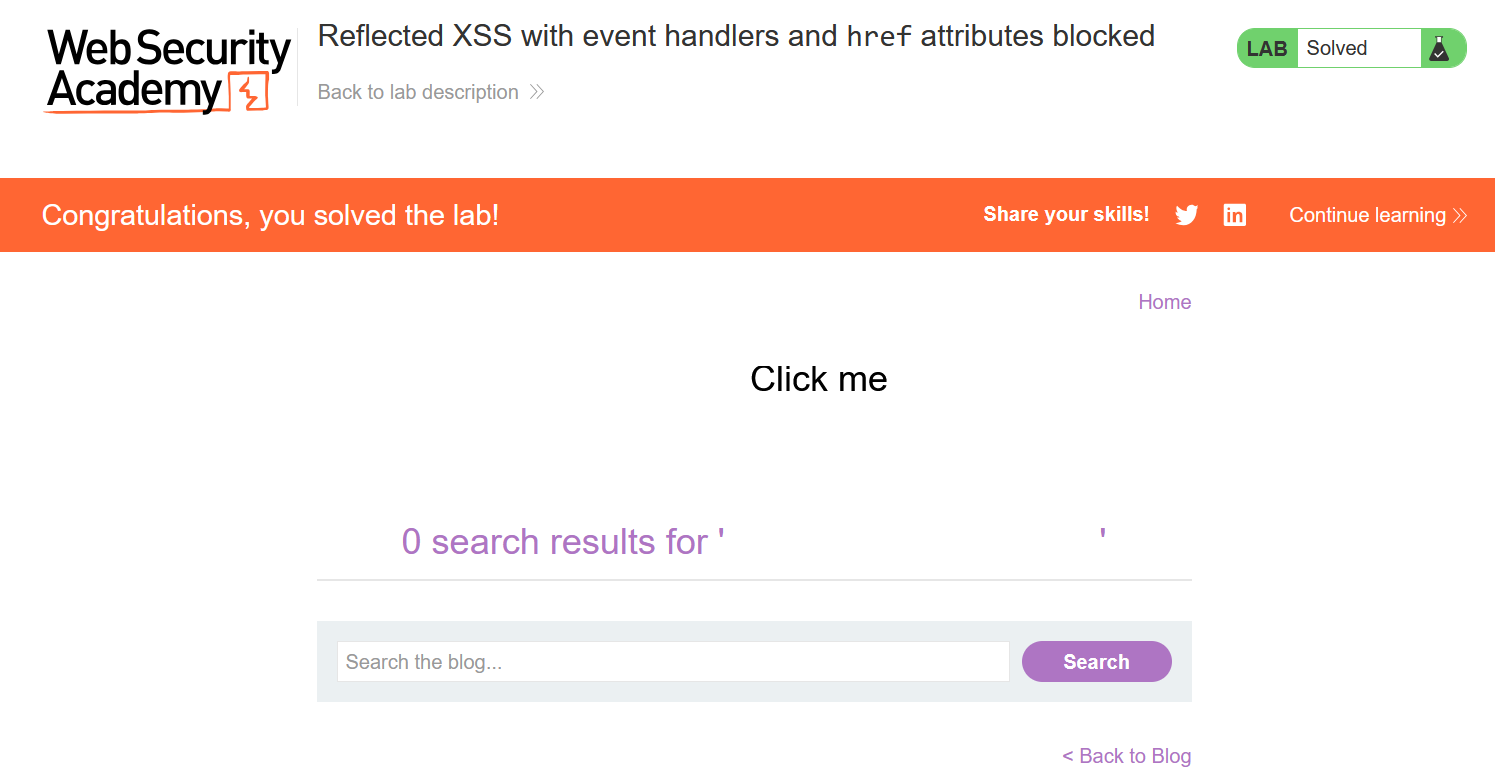 Web Security
Academy
Reflected XSS with event handlers and href attributes blocked
Back to lab description
LAB Solved
Congratulations, you solved the lab!
Share your skills! in Continue learning
Home
Click me
0 search results for ' '
Search the blog... Search
< Back to Blog